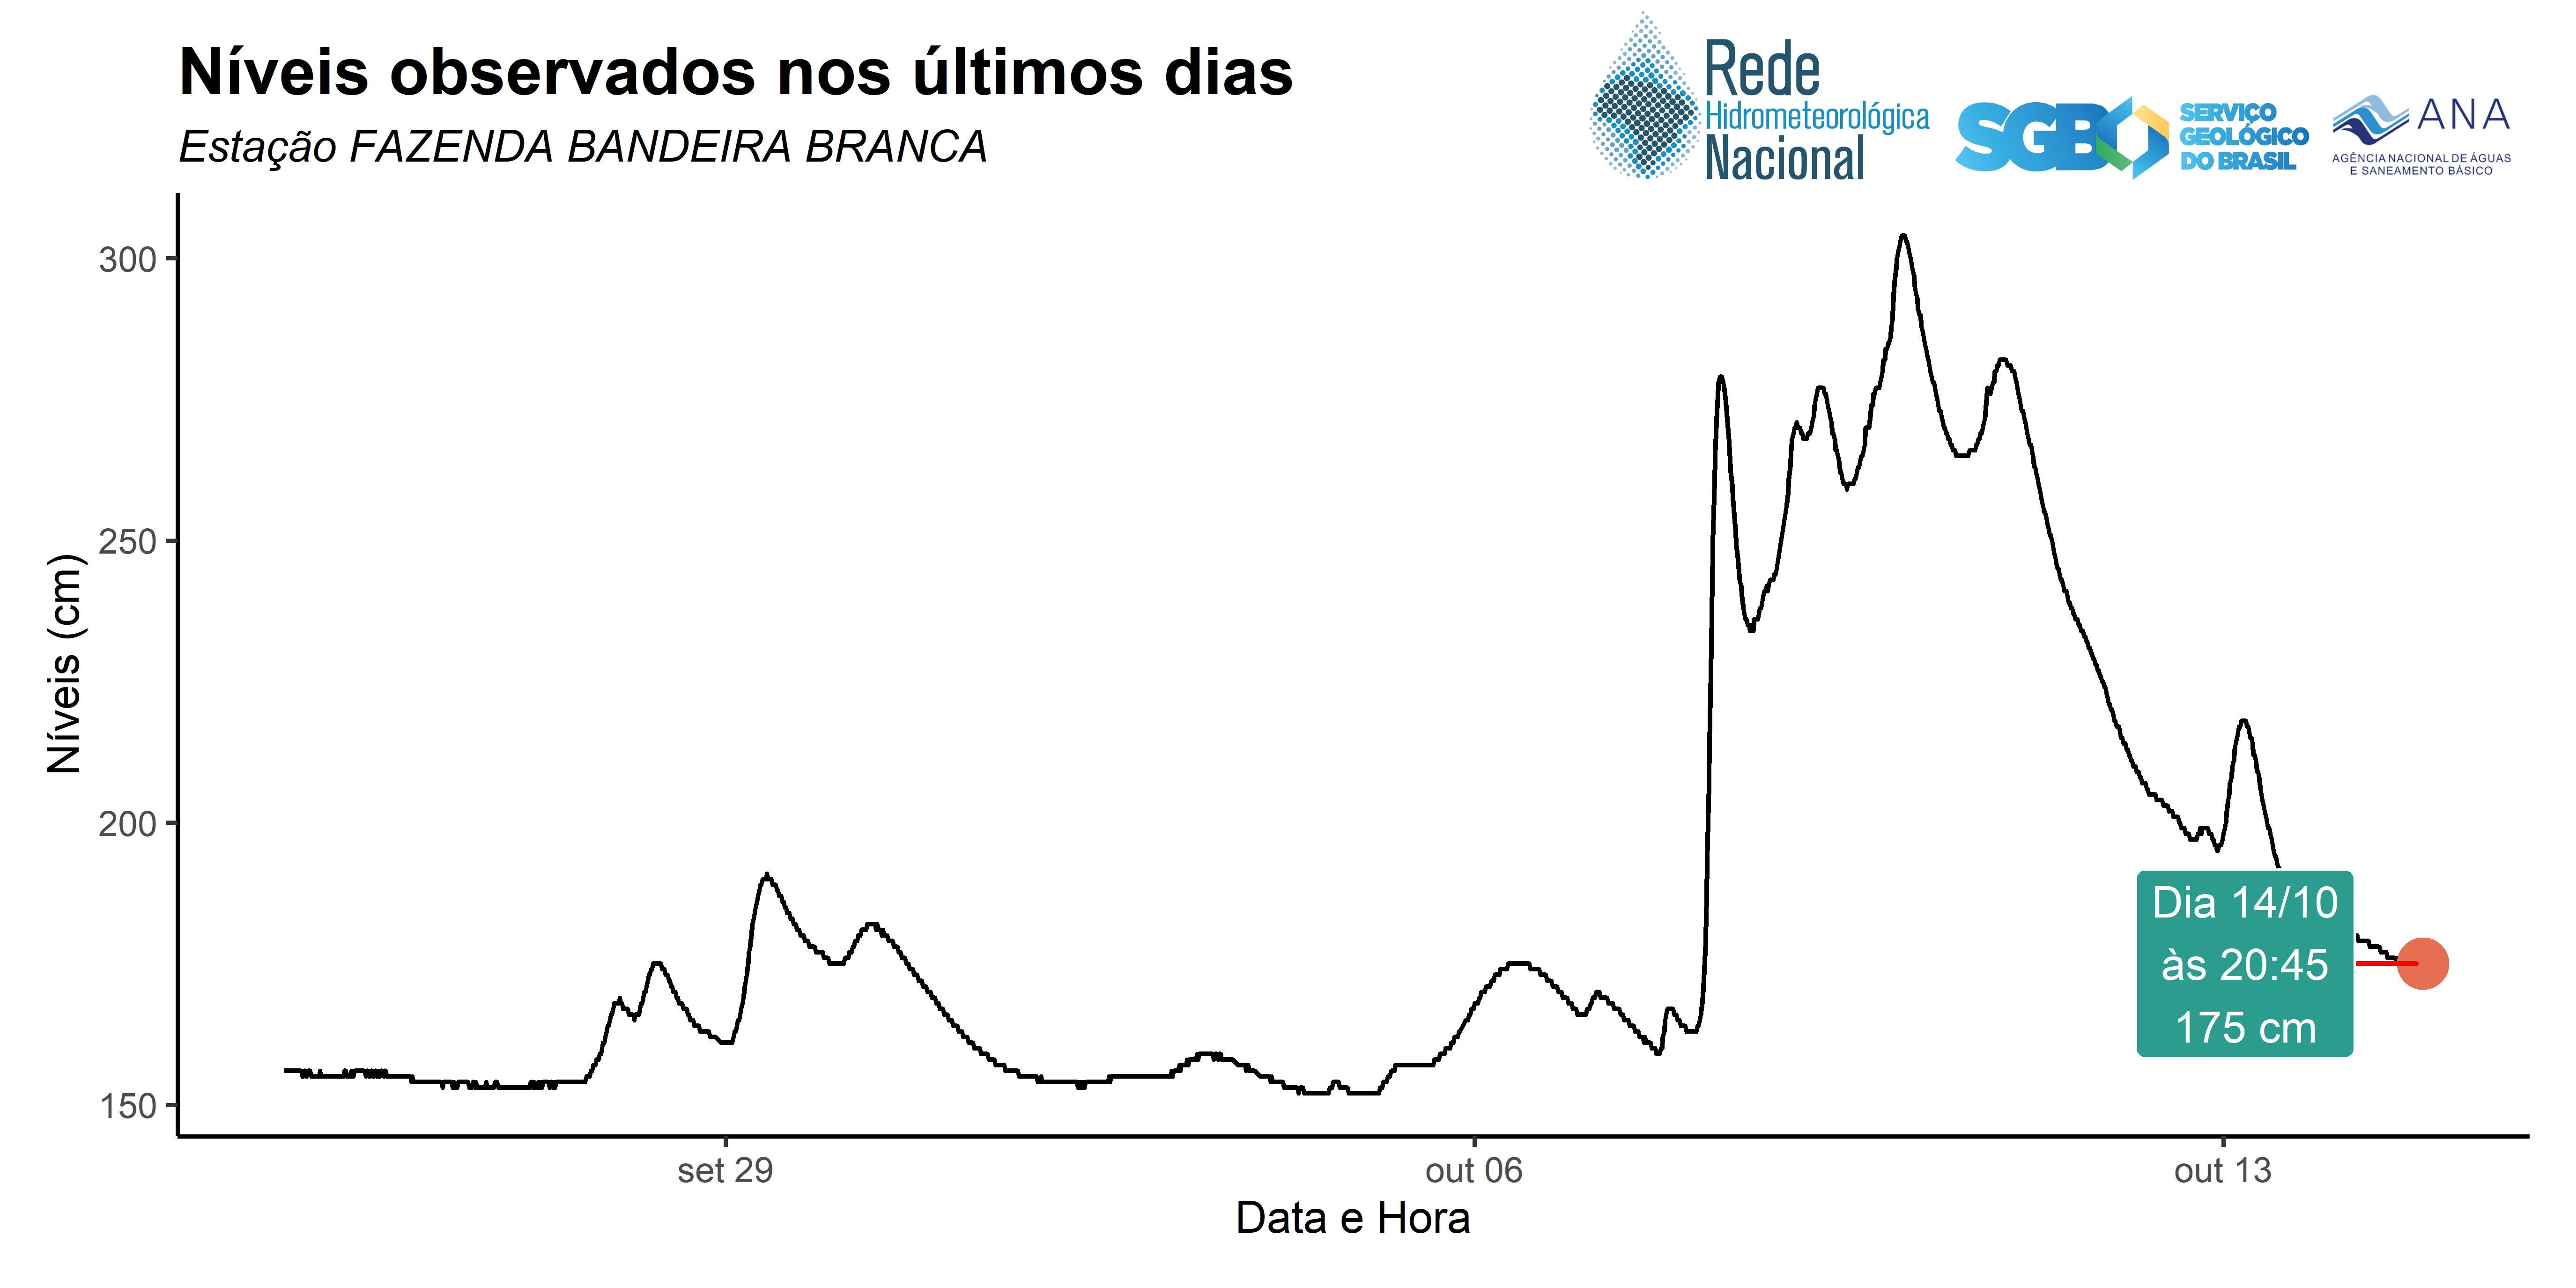 Níveis observados nos últimos dias
Estação FAZENDA BANDEIRA BRANCA
Rede
Hidrometeorológica
Nacional
SGB
SERVIÇO
GEOLÓGICO
DO BRASIL
ANA
AGÊNCIA NACIONAL DE ÁGUAS
E SANEAMENTO BÁSICO
Níveis (cm)
300
250
200
150
Dia 14/10
às 20:45
175 cm
set 29
out 06
out 13
Data e Hora